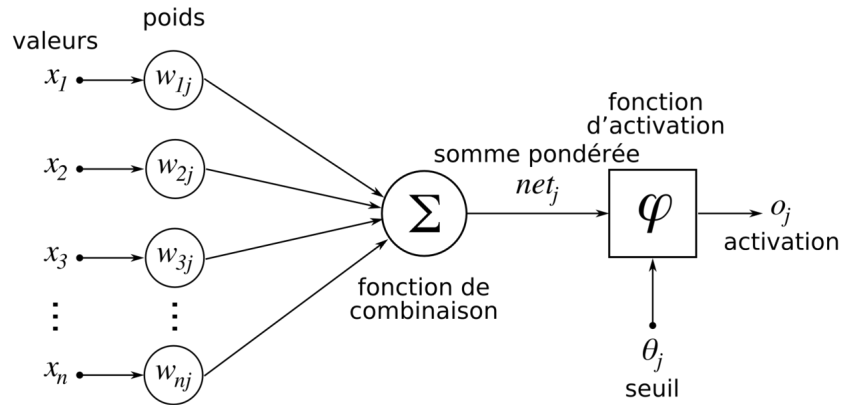 poids
valeurs
x₁ w₁ⱼ
fonction
d'activation
x₂ w₂ⱼ
somme pondérée
netⱼ
Σ
φ
oⱼ
activation
x₃ w₃ⱼ
fonction de
combinaison
⋮ ⋮
θⱼ
seuil
xₙ wₙⱼ